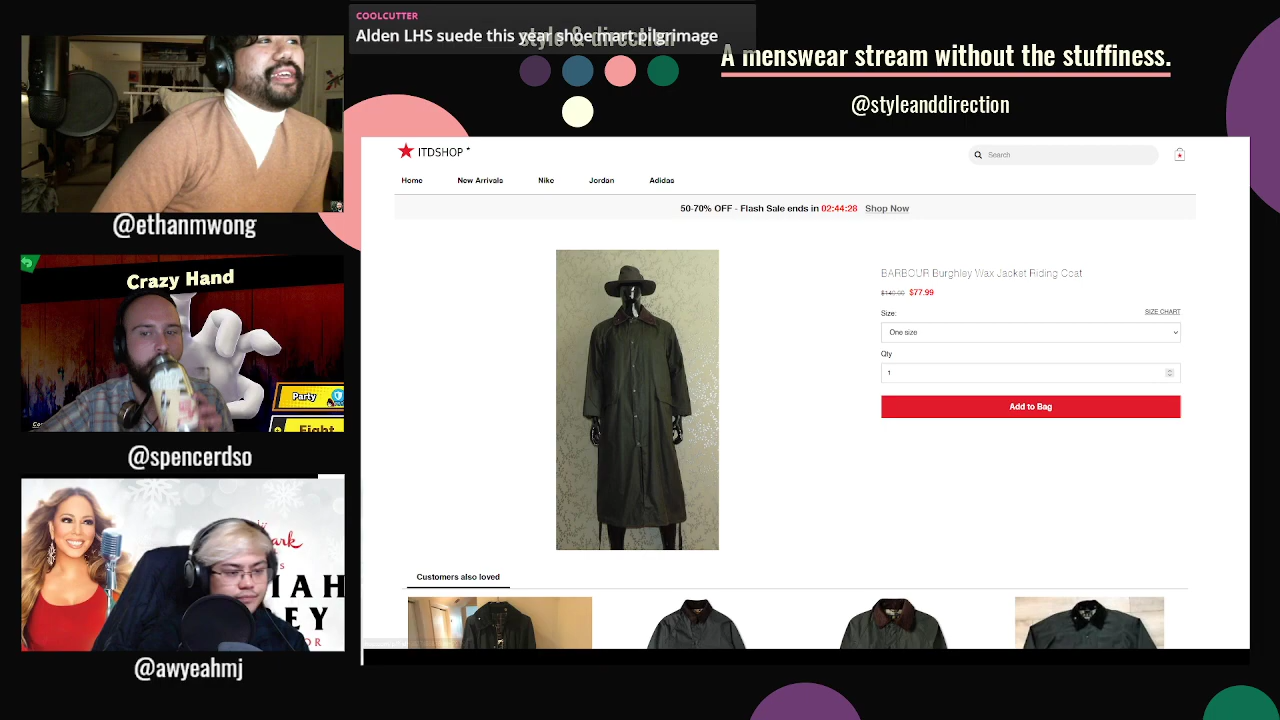 COOLCUTTER
Alden LHS suede this year shoe mart pilgrimage
style & direction
A menswear stream without the stuffiness.
@styleanddirection
@ethanmwong
Crazy Hand
Party
Fight
@spencerdso
@awyeahmj
ITDSHOP
Search
Home New Arrivals Nike Jordan Adidas
50-70% OFF - Flash Sale ends in 02:44:28 Shop Now
BARBOUR Burghley Wax Jacket Riding Coat
$140.00 $77.99
Size: SIZE CHART
One size
Qty
1
Add to Bag
Customers also loved